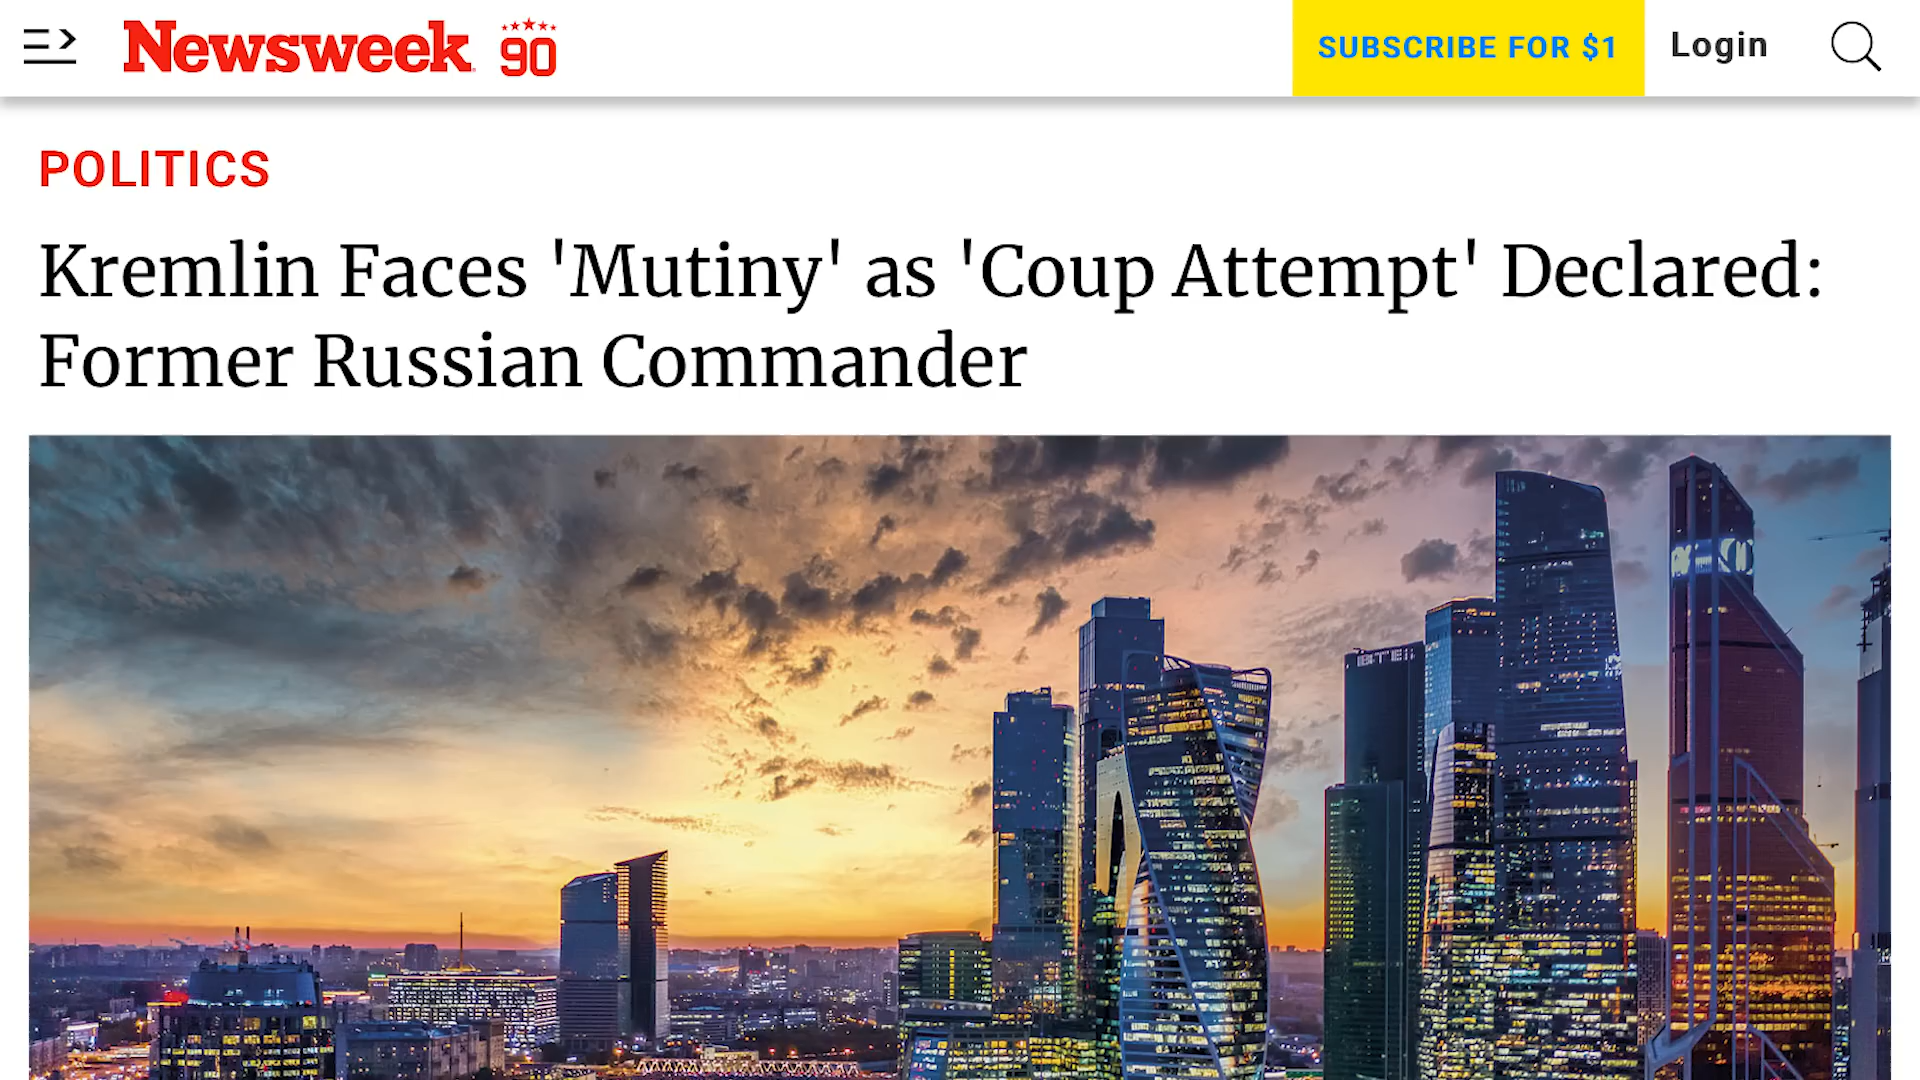 Newsweek 90
SUBSCRIBE FOR $1
Login
POLITICS
Kremlin Faces 'Mutiny' as 'Coup Attempt' Declared:
Former Russian Commander